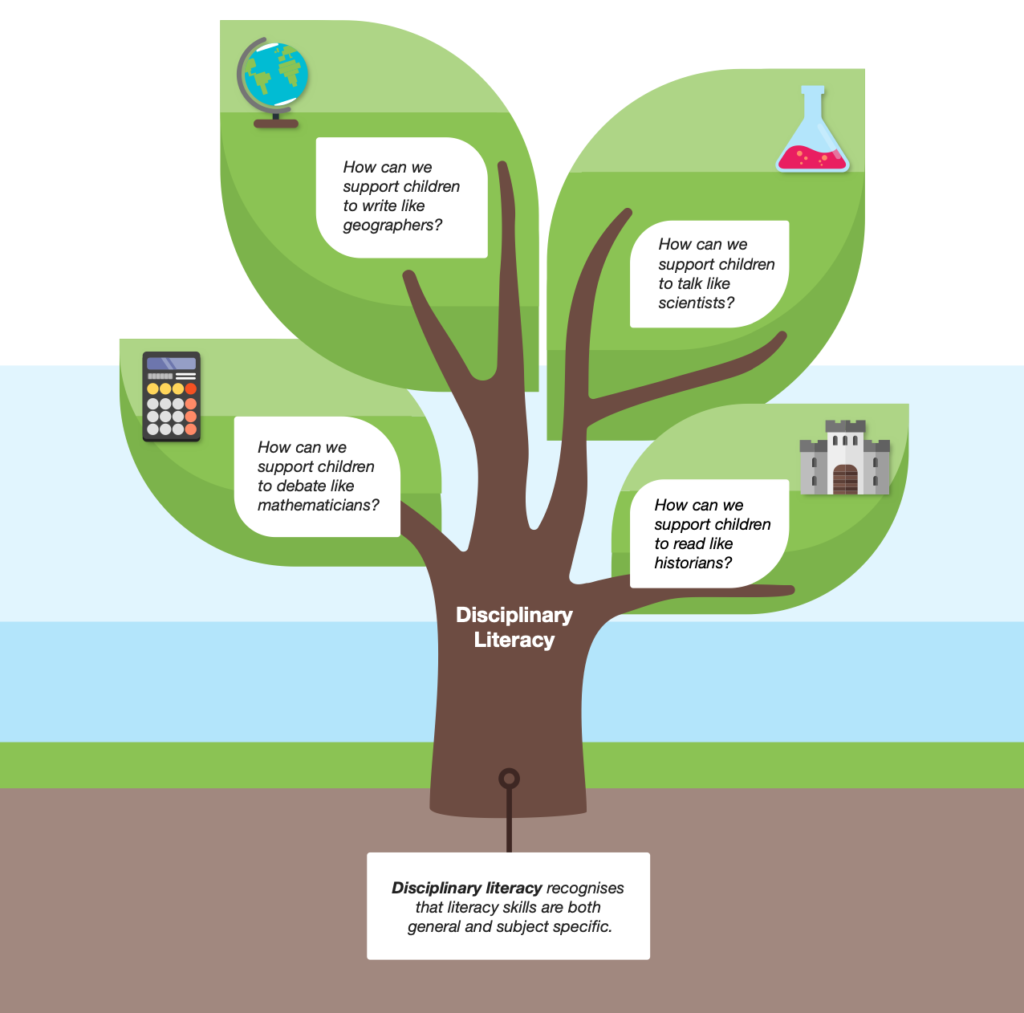 How can we
support children
to write like
geographers?
How can we
support children
to talk like
scientists?
How can we
support children
to debate like
mathematicians?
How can we
support children
to read like
historians?
Disciplinary
Literacy
Disciplinary literacy recognises
that literacy skills are both
general and subject specific.